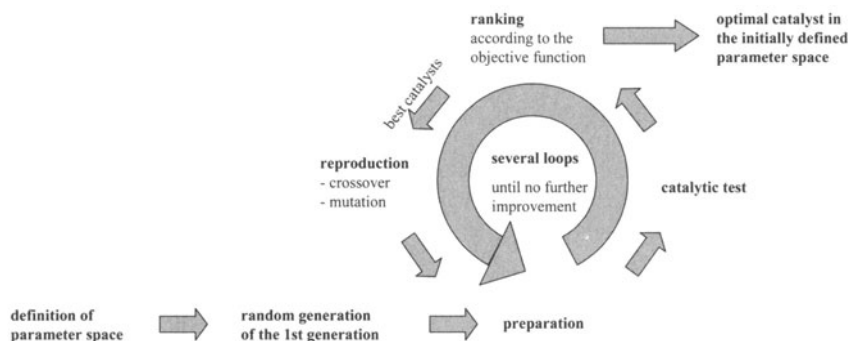 ranking
according to the
objective function
optimal catalyst in
the initially defined
parameter space
best catalysts
reproduction
- crossover
- mutation
several loops
until no further
improvement
catalytic test
definition of
parameter space
random generation
of the 1st generation
preparation